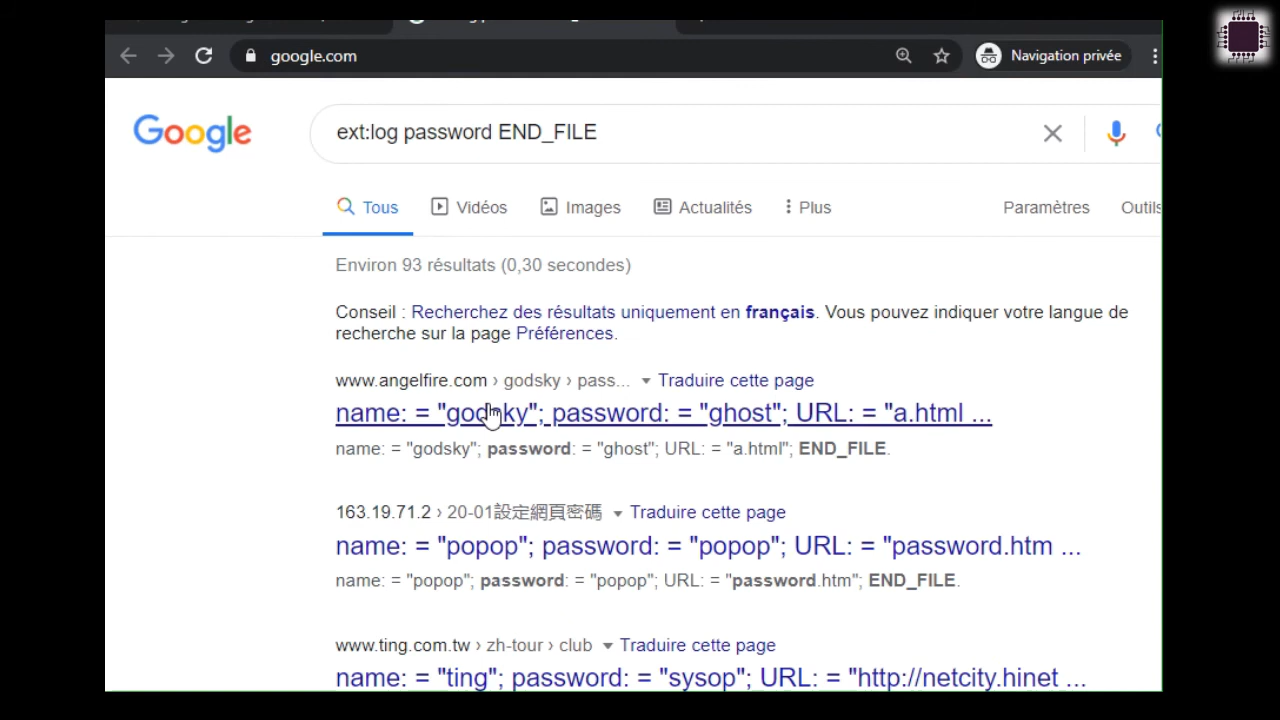 google.com
Navigation privée
Google
ext:log password END_FILE
Tous
Vidéos
Images
Actualités
Plus
Paramètres
Outils
Environ 93 résultats (0,30 secondes)
Conseil : Recherchez des résultats uniquement en français. Vous pouvez indiquer votre langue de
recherche sur la page Préférences.
www.angelfire.com › godsky › pass... Traduire cette page
name: = "godsky"; password: = "ghost"; URL: = "a.html ...
name: = "godsky"; password: = "ghost"; URL: = "a.html"; END_FILE.
163.19.71.2 › 20-01設定網頁密碼 Traduire cette page
name: = "popop"; password: = "popop"; URL: = "password.htm ...
name: = "popop"; password: = "popop"; URL: = "password.htm"; END_FILE.
www.ting.com.tw › zh-tour › club Traduire cette page
name: = "ting"; password: = "sysop"; URL: = "http://netcity.hinet ...